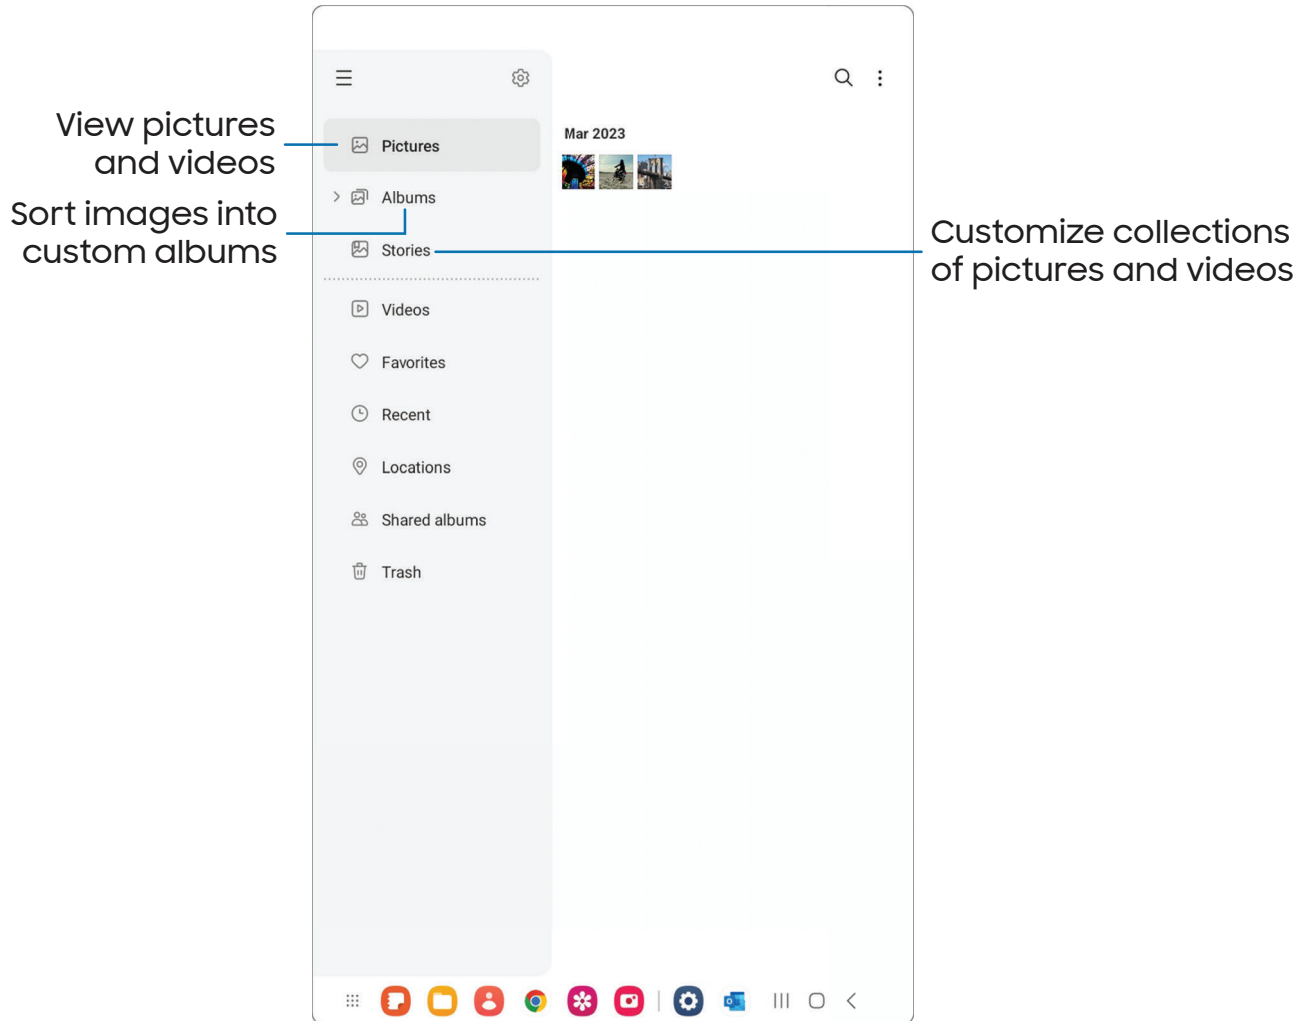 View pictures
and videos
Sort images into
custom albums
Pictures
Albums
Stories
Videos
Favorites
Recent
Locations
Shared albums
Trash
Mar 2023
Customize collections
of pictures and videos